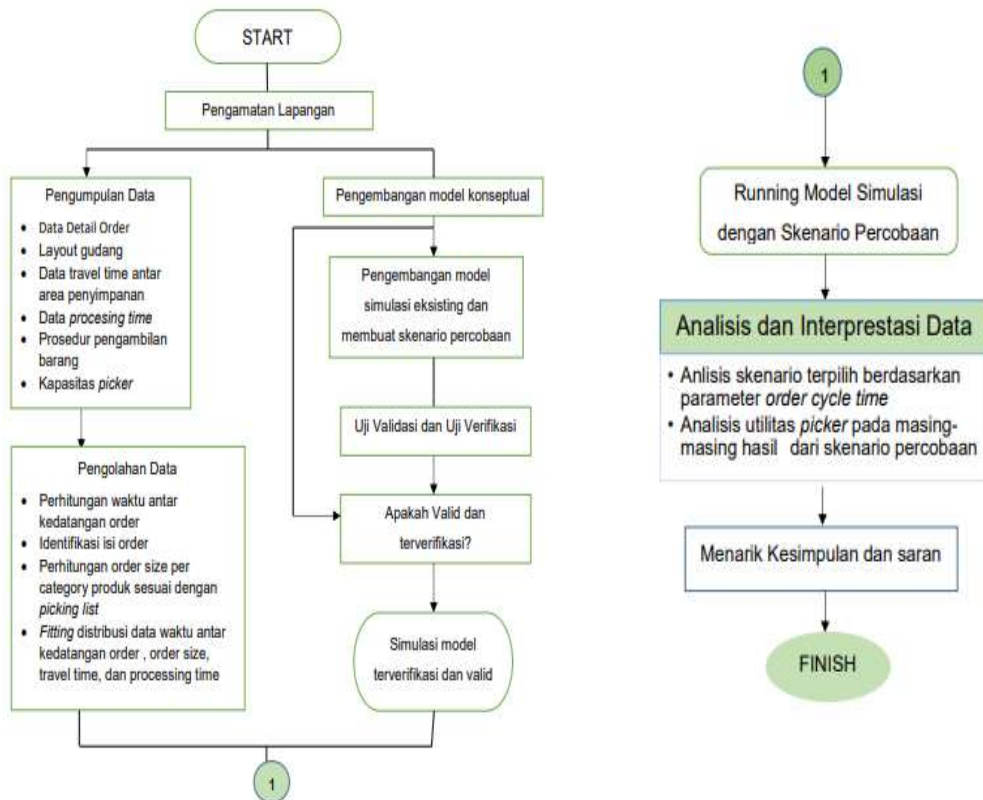 START
Pengamatan Lapangan
Pengumpulan Data
• Data Detail Order
• Layout gudang
• Data travel time antar
area penyimpanan
• Data procesing time
• Prosedur pengambilan
barang
• Kapasitas picker
Pengolahan Data
• Perhitungan waktu antar
kedatangan order
• Identifikasi isi order
• Perhitungan order size per
category produk sesuai dengan
picking list
• Fitting distribusi data waktu antar
kedatangan order , order size,
travel time, dan processing time
Pengembangan model konseptual
Pengembangan model
simulasi eksisting dan
membuat skenario percobaan
Uji Validasi dan Uji Verifikasi
Apakah Valid dan
terverifikasi?
Simulasi model
terverifikasi dan valid
1
1
Running Model Simulasi
dengan Skenario Percobaan
Analisis dan Interprestasi Data
• Anlisis skenario terpilih berdasarkan
parameter order cycle time
• Analisis utilitas picker pada masing-
masing hasil dari skenario percobaan
Menarik Kesimpulan dan saran
FINISH